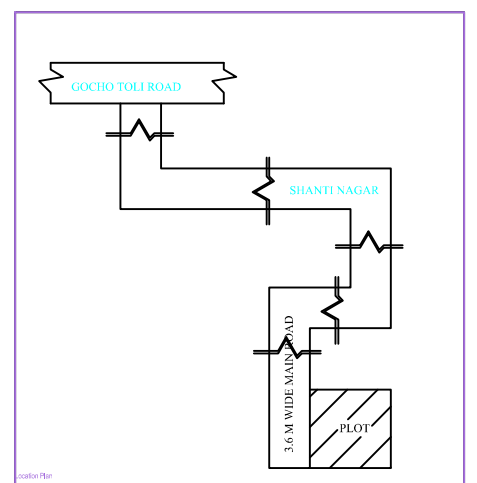 GOCHO TOLI ROAD
SHANTI NAGAR
3.6 M WIDE MAIN ROAD
PLOT
Location Plan